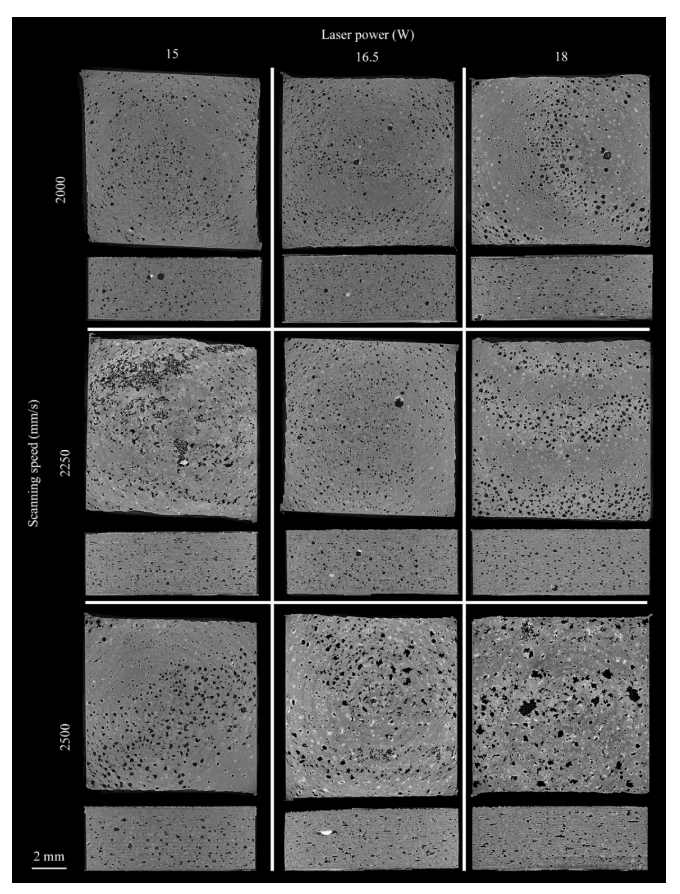 Laser power (W)
15 16.5 18
Scanning speed (mm/s)
2000
2250
2500
2 mm